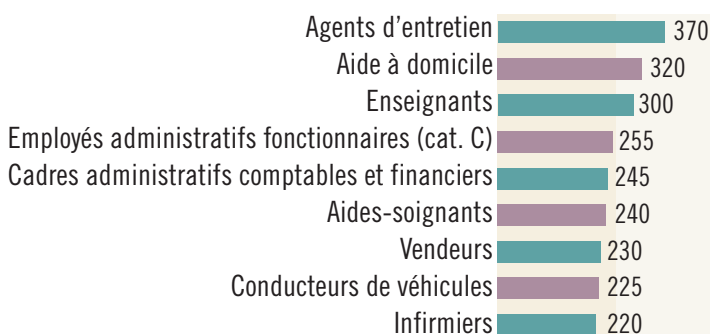 Agents d’entretien 370
Aide à domicile 320
Enseignants 300
Employés administratifs fonctionnaires (cat. C) 255
Cadres administratifs comptables et financiers 245
Aides-soignants 240
Vendeurs 230
Conducteurs de véhicules 225
Infirmiers 220